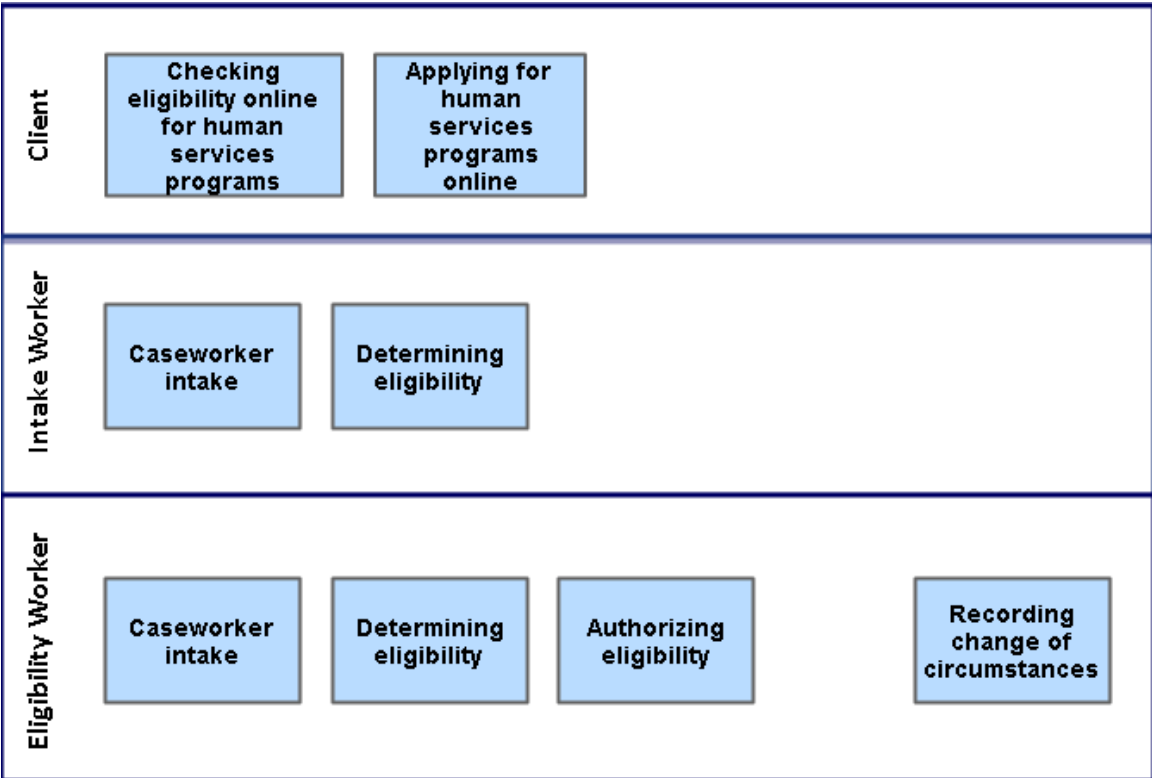 Client
Checking
eligibility online
for human
services
programs
Applying for
human
services
programs
online
Intake Worker
Caseworker
intake
Determining
eligibility
Eligibility Worker
Caseworker
intake
Determining
eligibility
Authorizing
eligibility
Recording
change of
circumstances